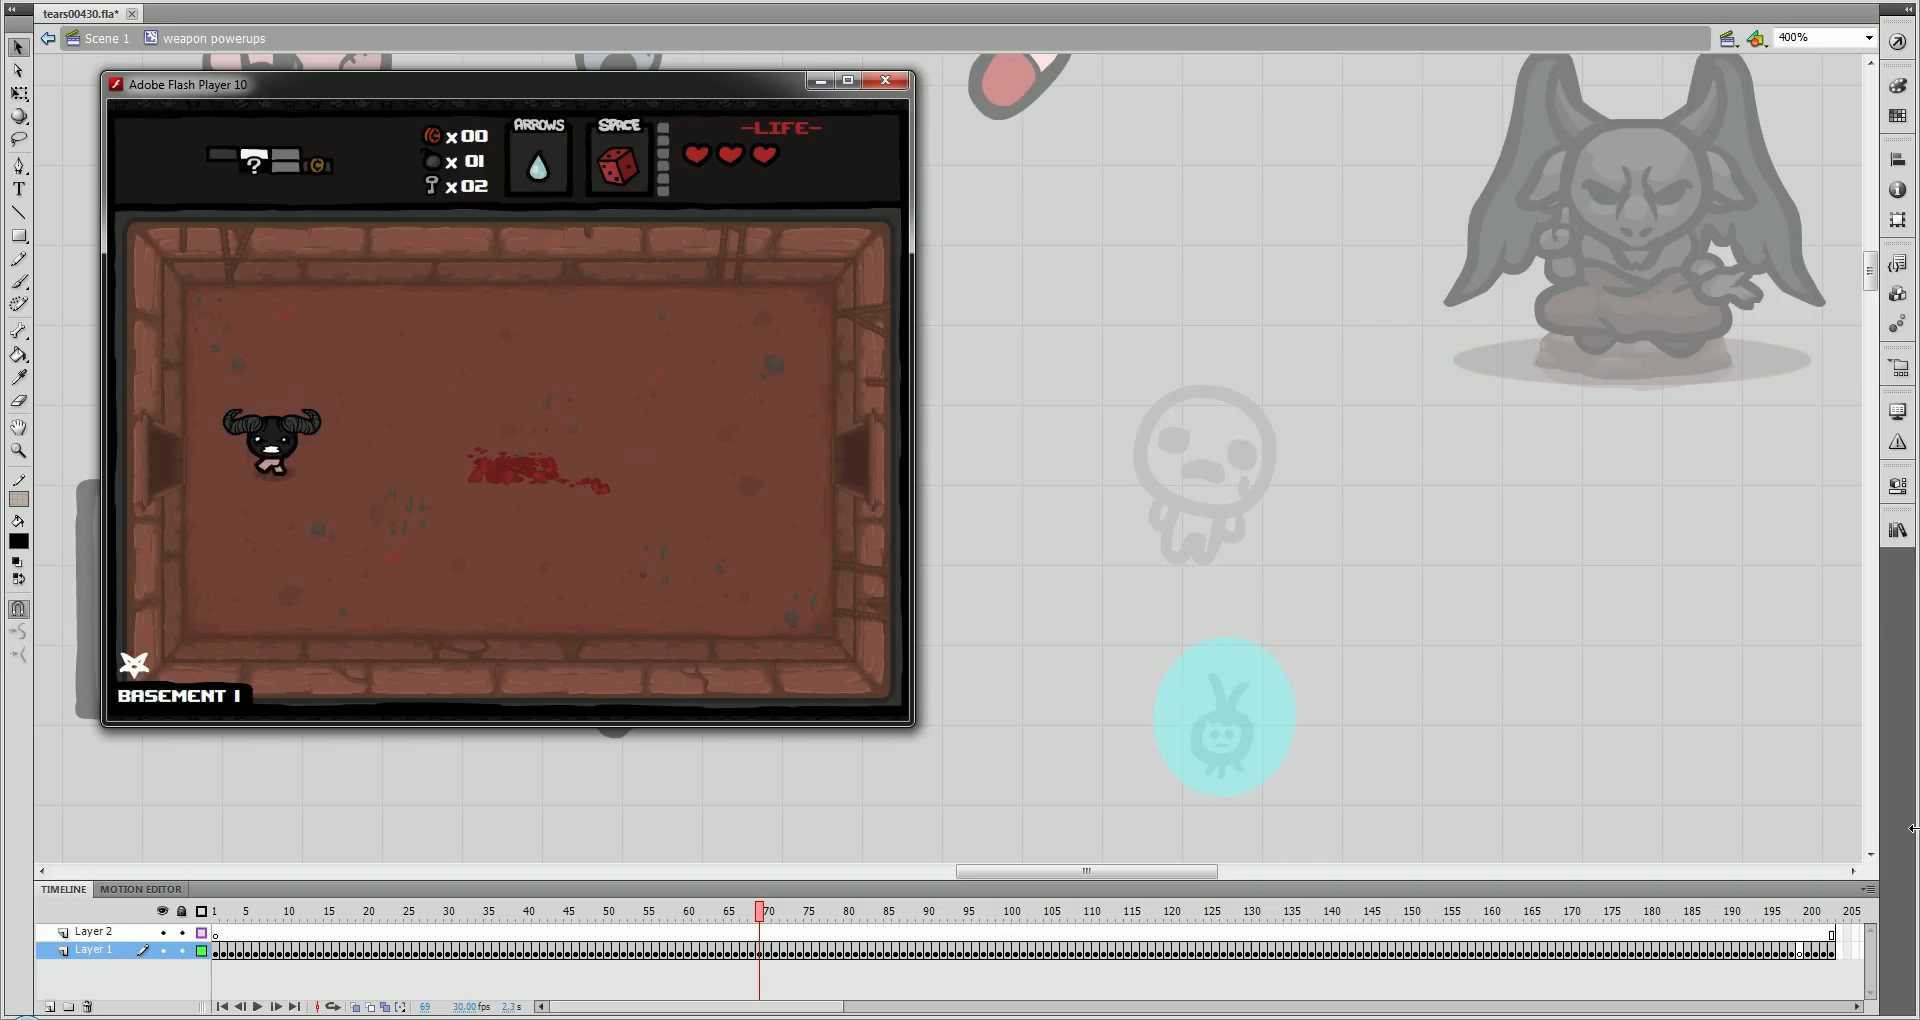 tears00430.fla*
Scene 1
weapon powerups
400%
Adobe Flash Player 10
x 00
x 01
x 02
ARROWS
SPACE
-LIFE-
?
BASEMENT I
TIMELINE
MOTION EDITOR
1 5 10 15 20 25 30 35 40 45 50 55 60 65 70 75 80 85 90 95 100 105 110 115 120 125 130 135 140 145 150 155 160 165 170 175 180 185 190 195 200 205
Layer 2
Layer 1
69 30.00 fps 2.3 s